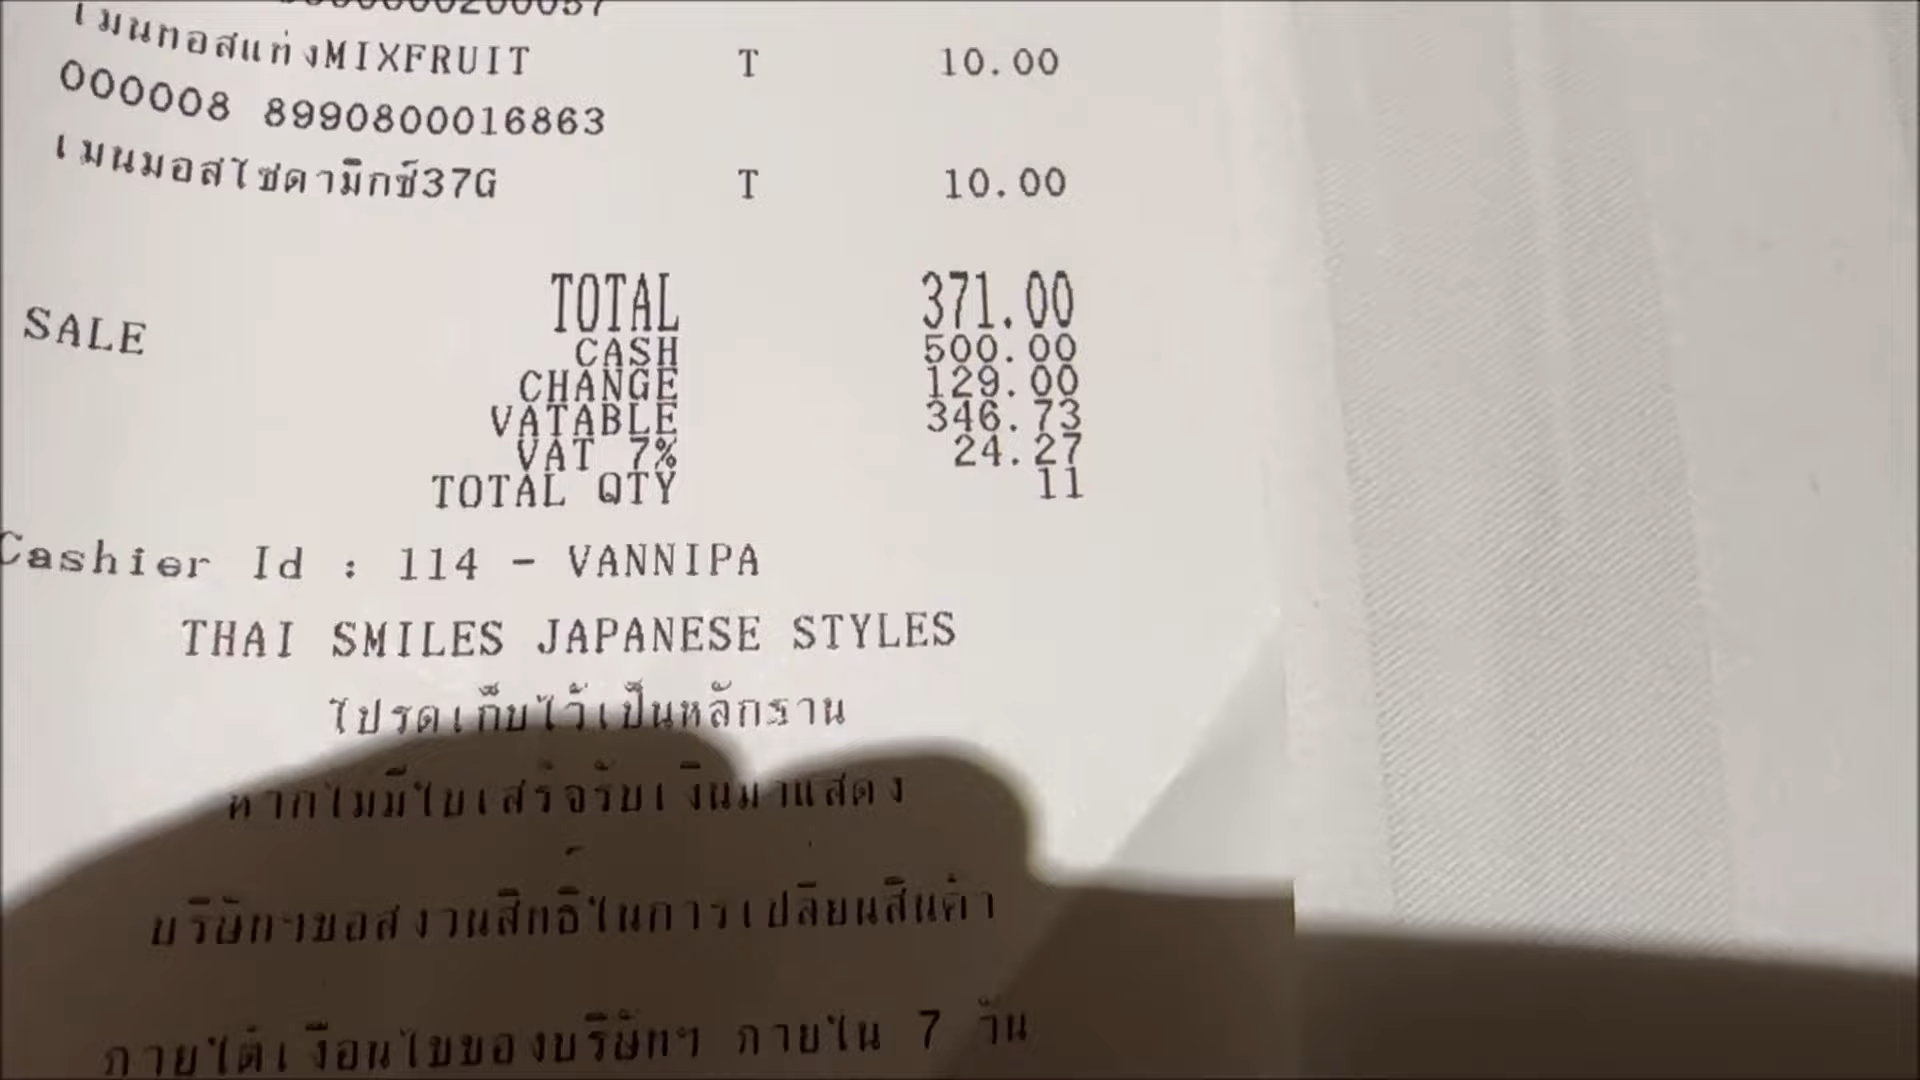 เมนทอสแท่งMIXFRUIT T 10.00
000008 8990800016863
เมนมอสไซดามิกซ์37G T 10.00
TOTAL 371.00
SALE
CASH 500.00
CHANGE 129.00
VATABLE 346.73
VAT 7% 24.27
TOTAL QTY 11
Cashier Id : 114 - VANNIPA
THAI SMILES JAPANESE STYLES
โปรดเก็บไว้เป็นหลักฐาน
หากไม่มีใบเสร็จรับเงินมาแสดง
บริษัทฯขอสงวนสิทธิ์ในการเปลี่ยนสินค้า
ภายใต้เงื่อนไขของบริษัทฯ ภายใน 7 วัน